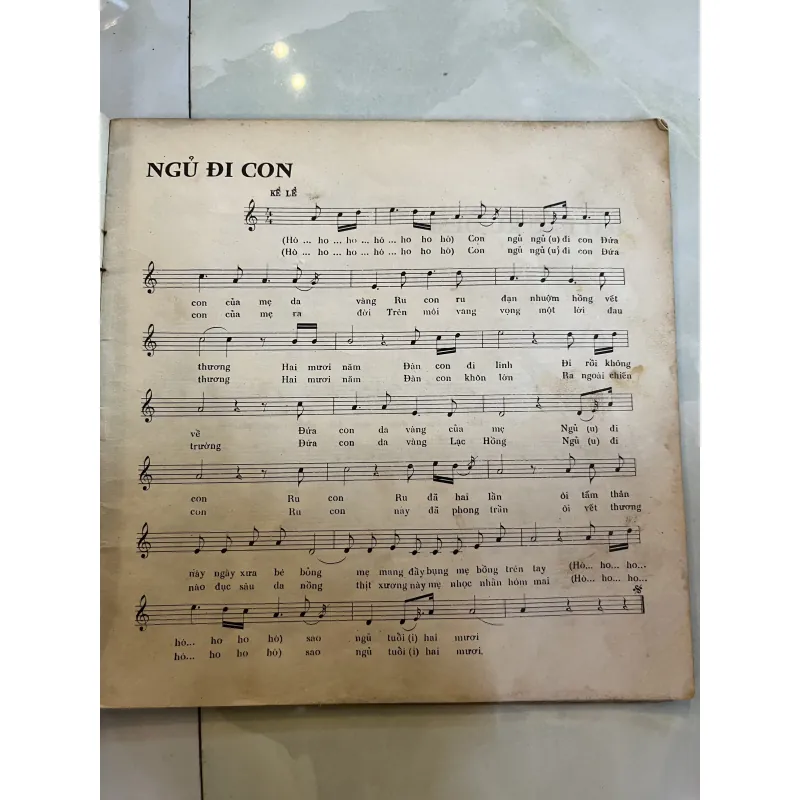 NGỦ ĐI CON
KỂ LỂ
2/4
(Hò ... ho ... ho ... hò ... ho ho hò) Con ngủ ngủ (u) đi con Đứa
(Hò ... ho ... ho ... hò ... ho ho hò) Con ngủ ngủ (u) đi con Đứa
con của mẹ da vàng Ru con ru đạn nhuộm hồng vết
con của mẹ ra đời Trên môi vang vọng một lời đau
thương Hai mươi năm Đàn con đi lính Đi rồi không
thương Hai mươi năm Đàn con khôn lớn Ra ngoài chiến
về Đứa con da vàng của mẹ Ngủ (u) đi
trường Đứa con da vàng Lạc Hồng Ngủ (u) đi
con Ru con Ru đã hai lần ôi tấm thân
con Ru con này đã phong trần ôi vết thương
này ngày xưa bé bỏng mẹ mang đầy bụng mẹ bồng trên tay (Hò... ho... ho...
nào đục sâu da nồng thịt xương này mẹ nhọc nhằn hôm mai (Hò... ho... ho...
hò... ho ho hò) sao ngủ tuổi (i) hai mươi
hò... ho ho hò) sao ngủ tuổi (i) hai mươi.